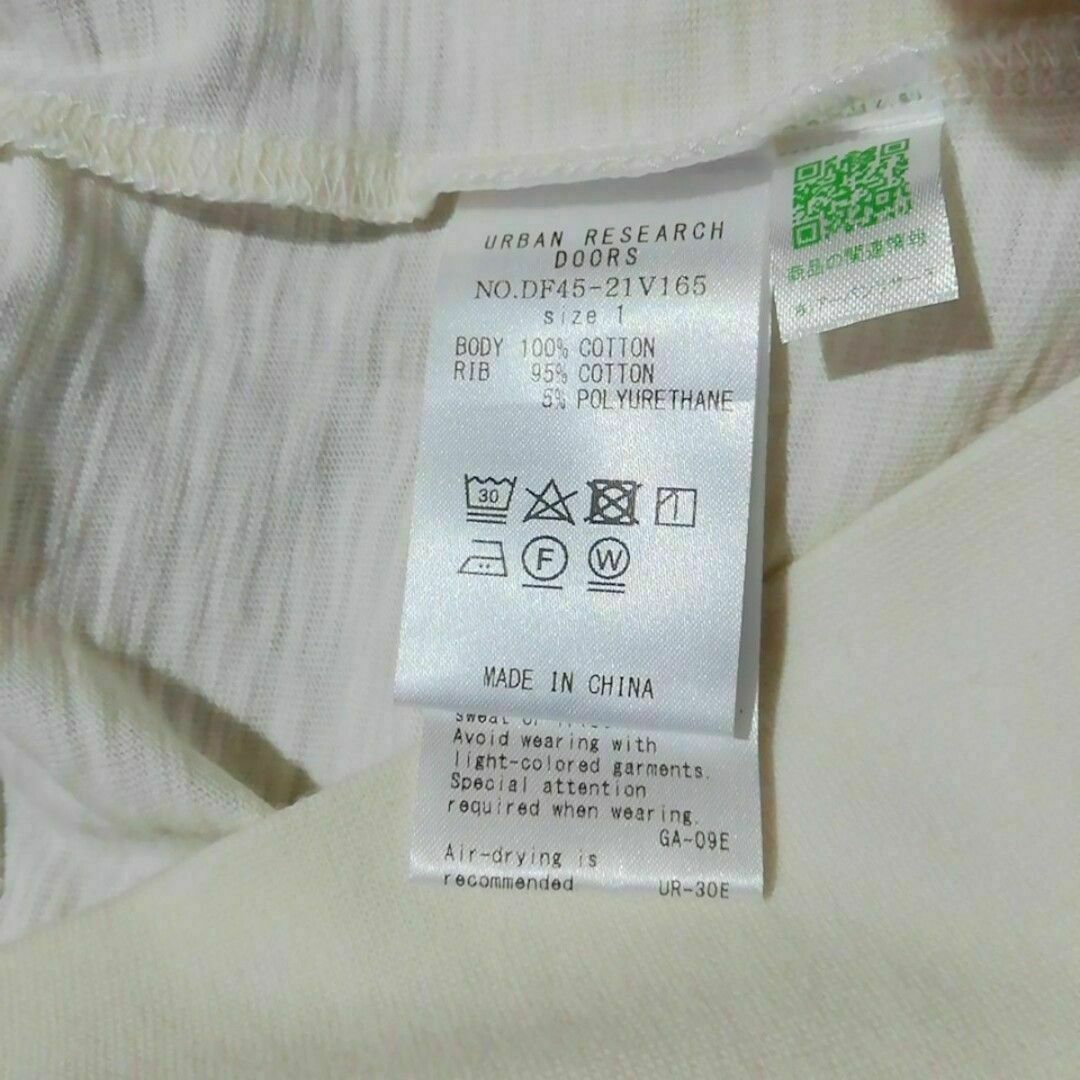 URBAN RESEARCH
DOORS
NO.DF45-21V165
size 1
BODY 100% COTTON
RIB 95% COTTON
5% POLYURETHANE
30
F
W
MADE IN CHINA
Avoid wearing with
light-colored garments.
Special attention
required when wearing.
GA-09E
Air-drying is
recommended
UR-30E
商品の関連情報